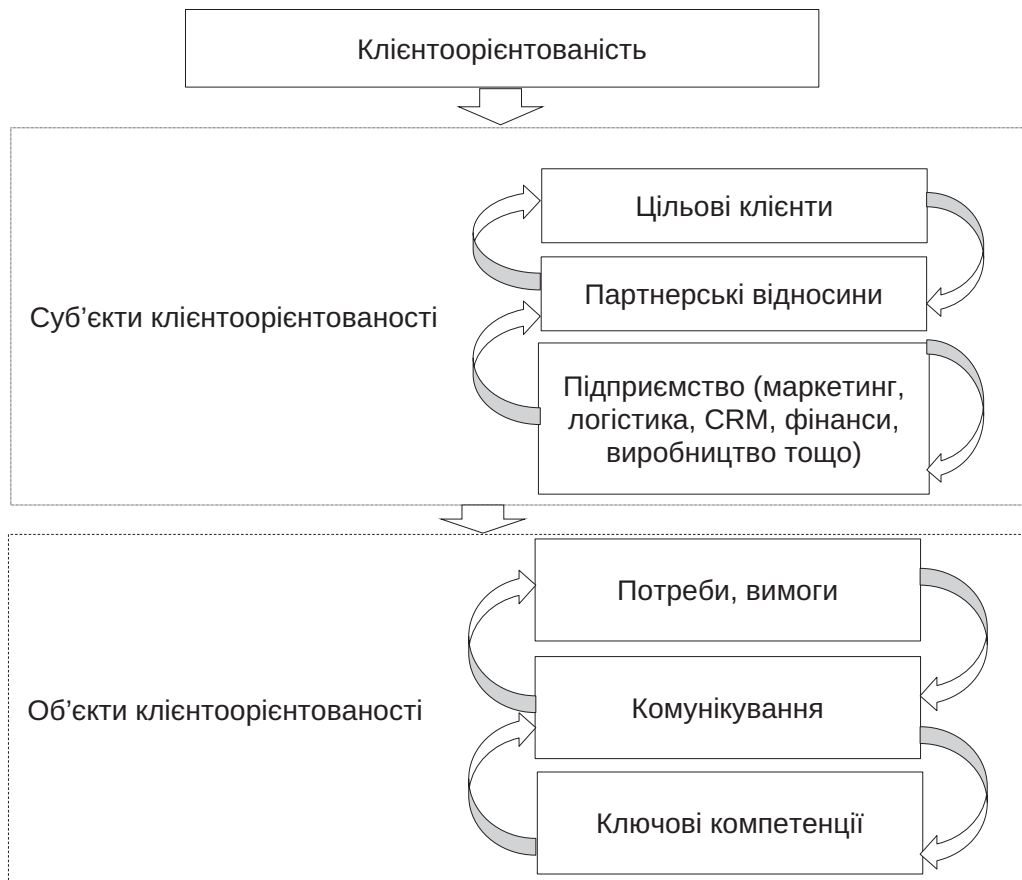 Клієнтоорієнтованість
Цільові клієнти
Партнерські відносини
Суб’єкти клієнтоорієнтованості
Підприємство (маркетинг,
логістика, CRM, фінанси,
виробництво тощо)
Потреби, вимоги
Об’єкти клієнтоорієнтованості
Комунікування
Ключові компетенції